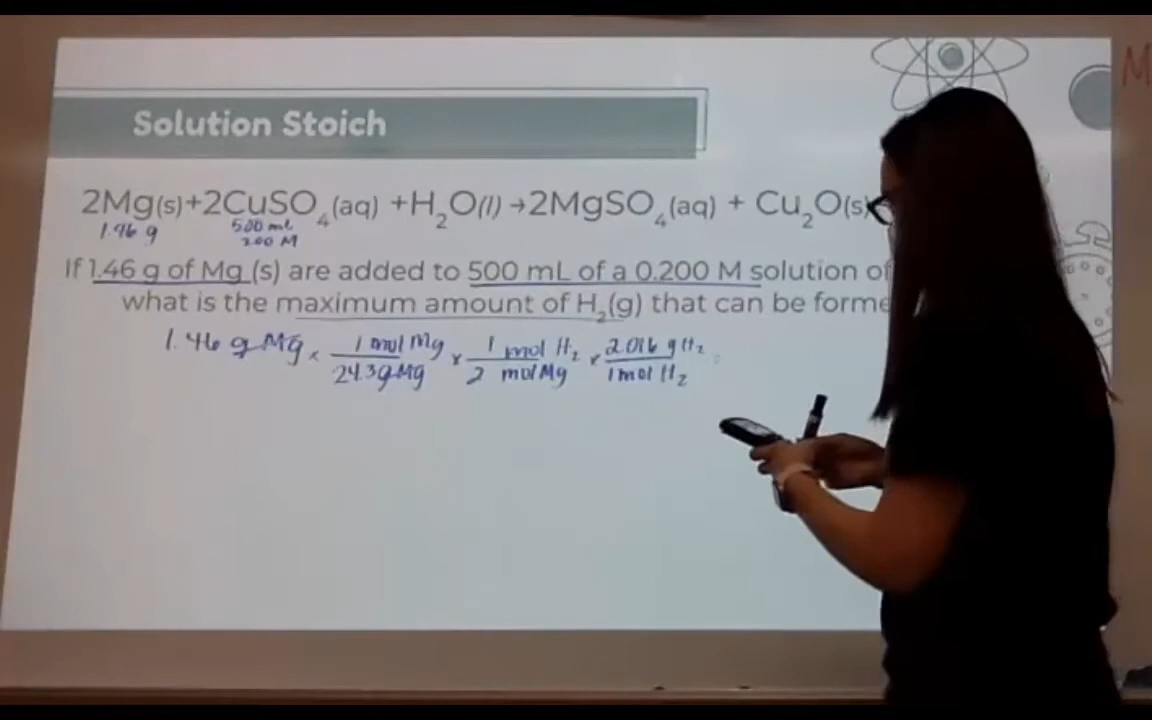 Solution Stoich
2Mg(s)+2CuSO₄(aq) +H₂O(l) →2MgSO₄(aq) + Cu₂O(s)
1.46 g
500 mL
.200 M
If 1.46 g of Mg (s) are added to 500 mL of a 0.200 M solution of
what is the maximum amount of H₂(g) that can be forme
1.46 g Mg × 1 mol Mg / 24.3g Mg × 1 mol H₂ / 2 mol Mg × 2.016 g H₂ / 1 mol H₂ =
M